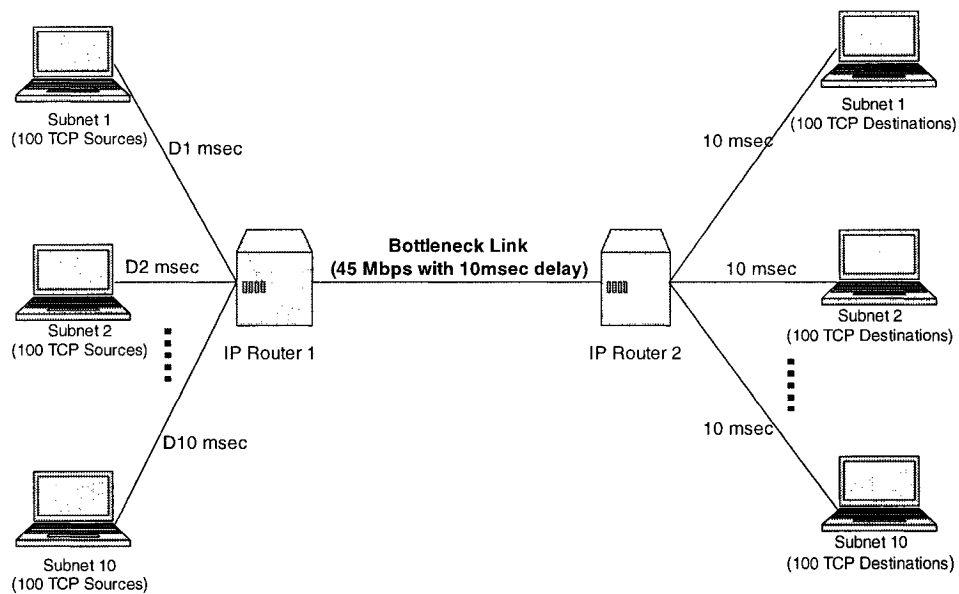 Subnet 1
(100 TCP Sources)
Subnet 1
(100 TCP Destinations)
D1 msec
10 msec
Bottleneck Link
(45 Mbps with 10msec delay)
D2 msec
10 msec
Subnet 2
(100 TCP Sources)
IP Router 1
IP Router 2
Subnet 2
(100 TCP Destinations)
D10 msec
10 msec
Subnet 10
(100 TCP Sources)
Subnet 10
(100 TCP Destinations)